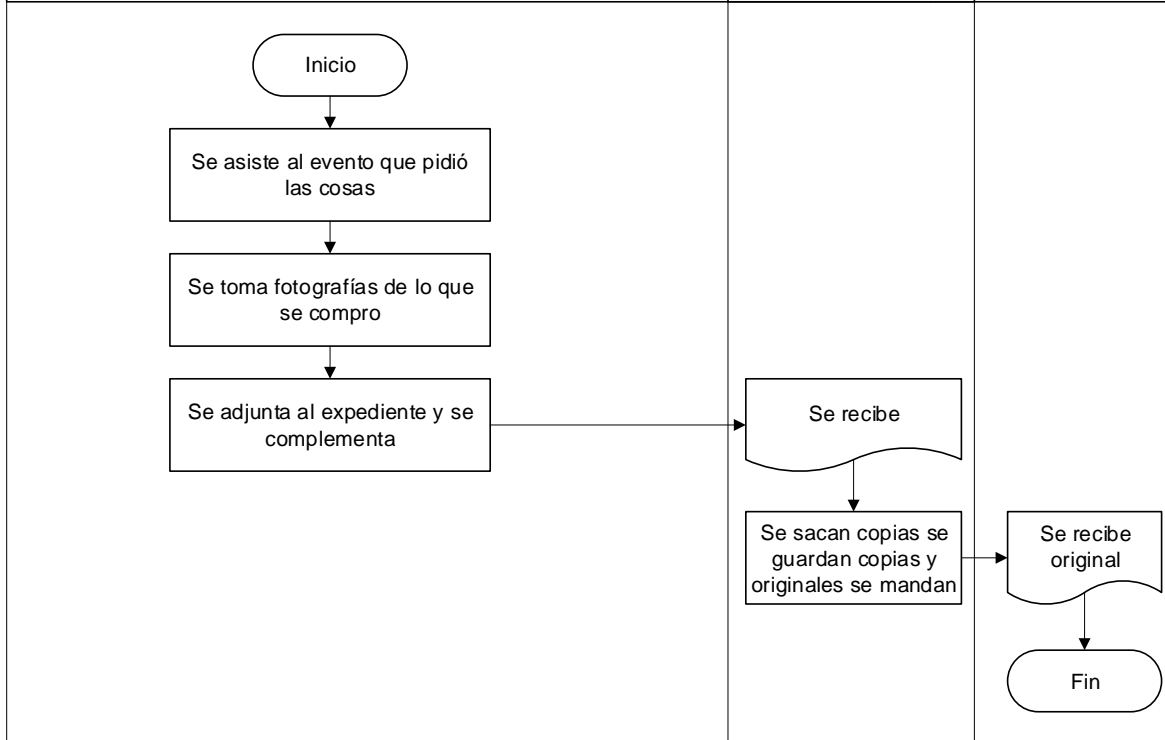 Inicio
Se asiste al evento que pidió
las cosas
Se toma fotografías de lo que
se compro
Se adjunta al expediente y se
complementa
Se recibe
Se sacan copias se
guardan copias y
originales se mandan
Se recibe
original
Fin